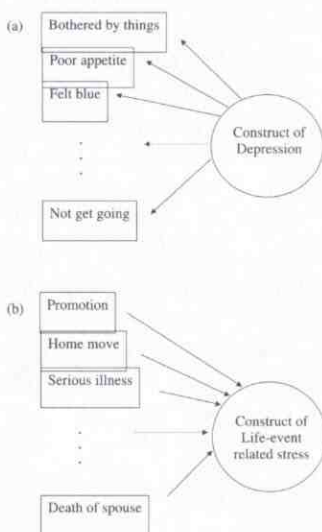 (a)
Bothered by things
Poor appetite
Felt blue
.
.
.
Not get going
Construct of
Depression
(b)
Promotion
Home move
Serious illness
.
.
.
Death of spouse
Construct of
Life-event
related stress